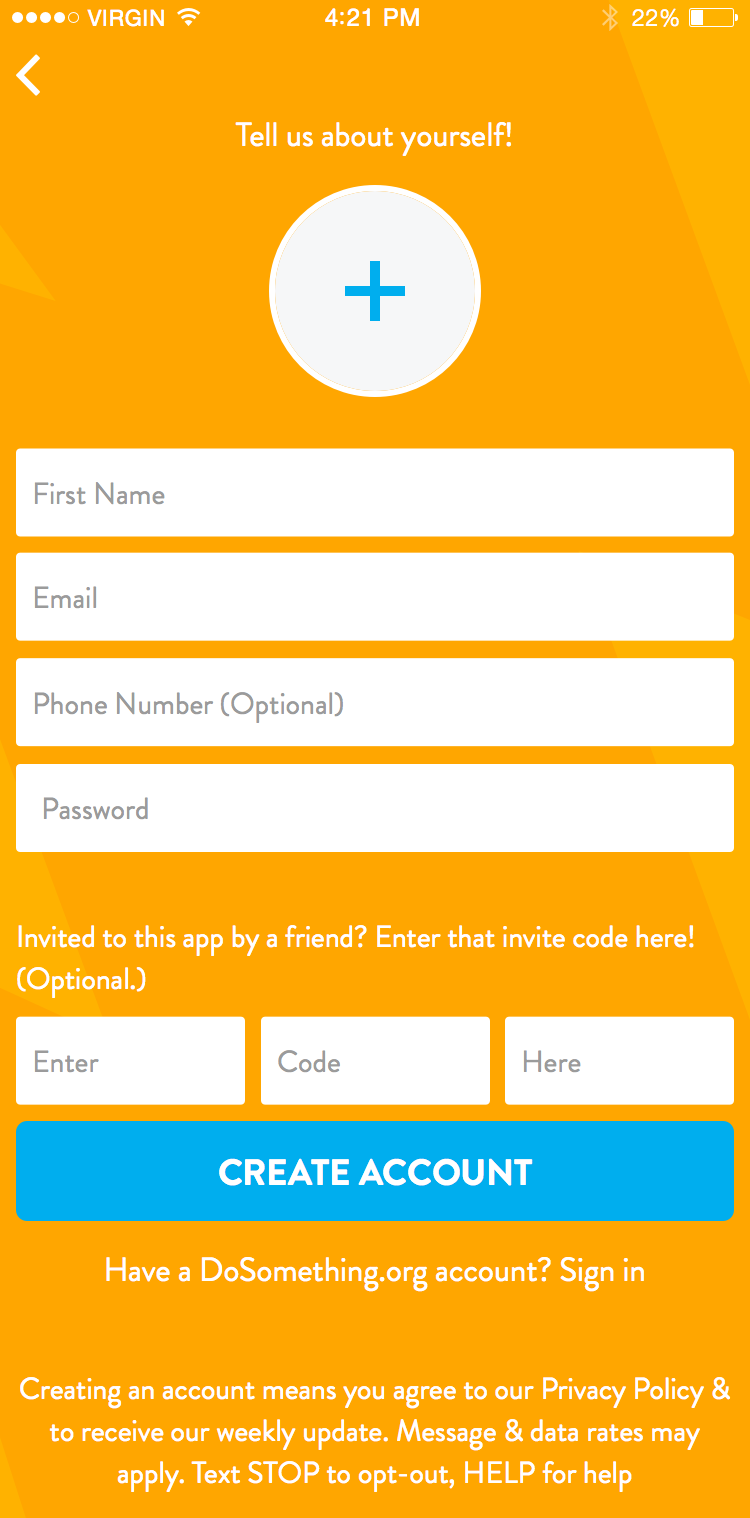 VIRGIN 4:21 PM 22%
Tell us about yourself!
First Name
Email
Phone Number (Optional)
Password
Invited to this app by a friend? Enter that invite code here!
(Optional.)
Enter Code Here
CREATE ACCOUNT
Have a DoSomething.org account? Sign in
Creating an account means you agree to our Privacy Policy &
to receive our weekly update. Message & data rates may
apply. Text STOP to opt-out, HELP for help